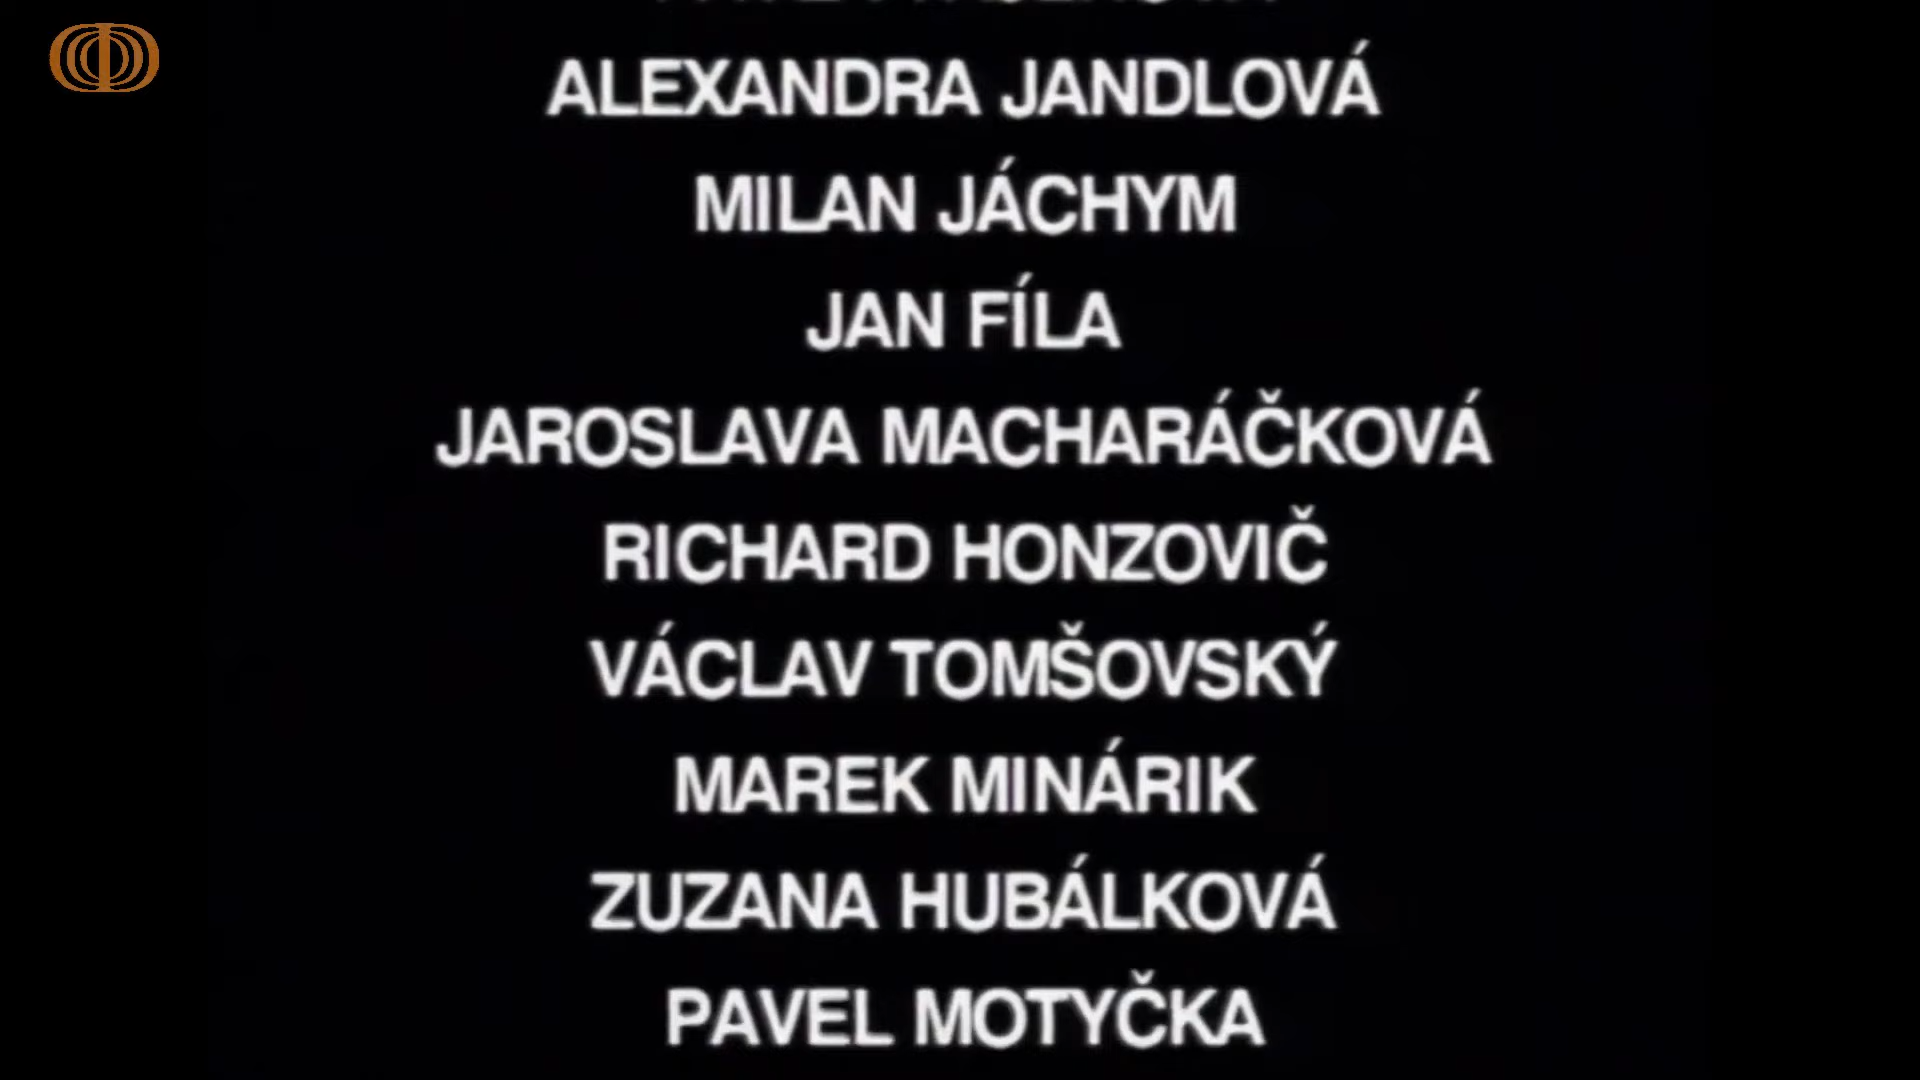 ALEXANDRA JANDLOVÁ
MILAN JÁCHYM
JAN FÍLA
JAROSLAVA MACHARÁČKOVÁ
RICHARD HONZOVIČ
VÁCLAV TOMŠOVSKÝ
MAREK MINÁRIK
ZUZANA HUBÁLKOVÁ
PAVEL MOTYČKA